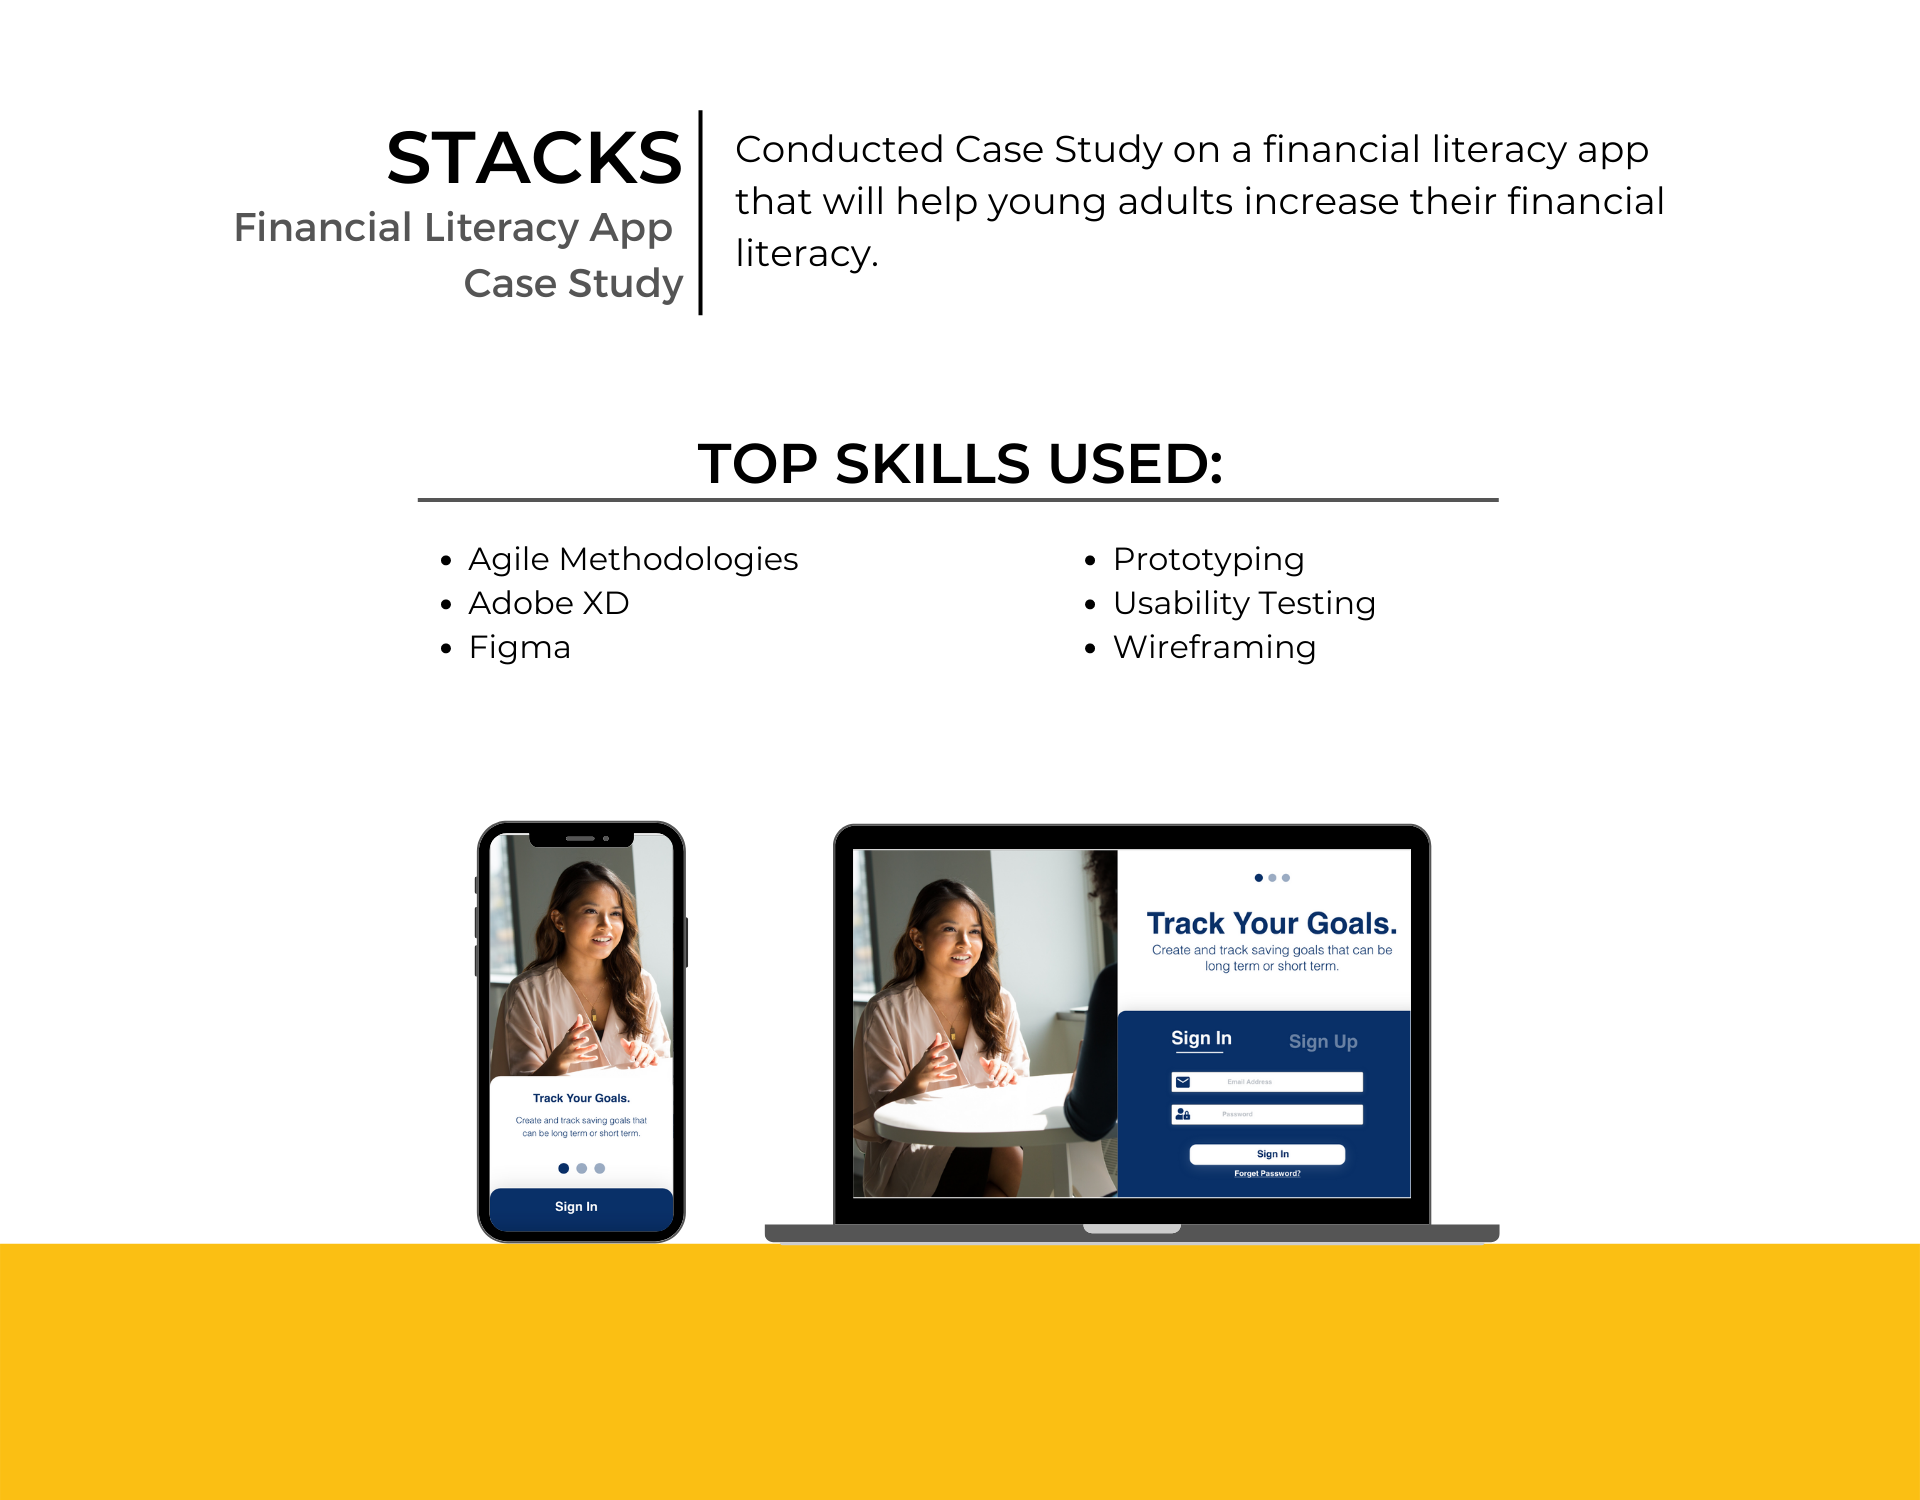 STACKS
Financial Literacy App
Case Study
Conducted Case Study on a financial literacy app
that will help young adults increase their financial
literacy.
TOP SKILLS USED:
• Agile Methodologies
• Adobe XD
• Figma
• Prototyping
• Usability Testing
• Wireframing
Track Your Goals.
Create and track saving goals that
can be long term or short term.
Sign In
Track Your Goals.
Create and track saving goals that can be
long term or short term.
Sign In
Sign Up
Email Address
Password
Sign In
Forget Password?